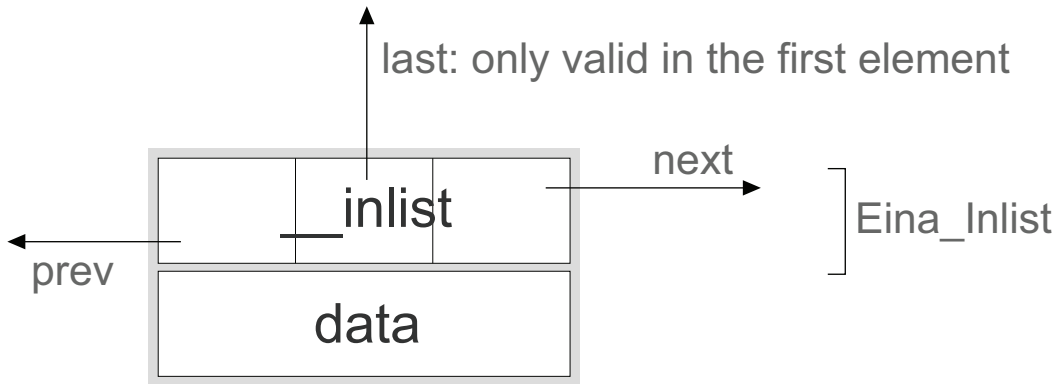 last: only valid in the first element
next
__inlist
Eina_Inlist
prev
data